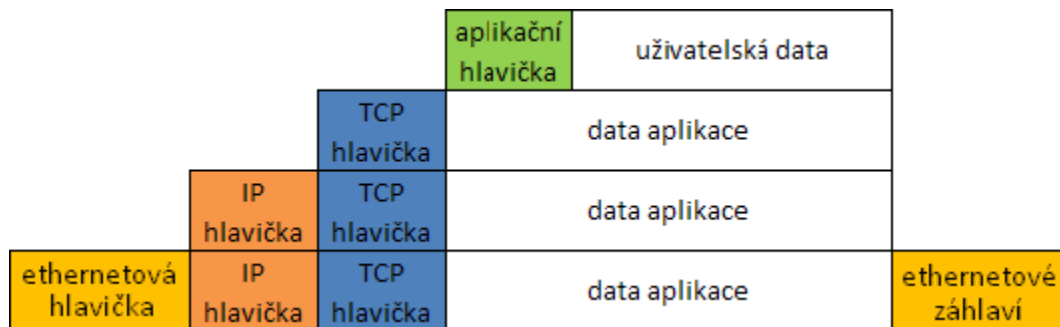 aplikační
hlavička
uživatelská data
TCP
hlavička
data aplikace
IP
hlavička
TCP
hlavička
data aplikace
ethernetová
hlavička
IP
hlavička
TCP
hlavička
data aplikace
ethernetové
záhlaví